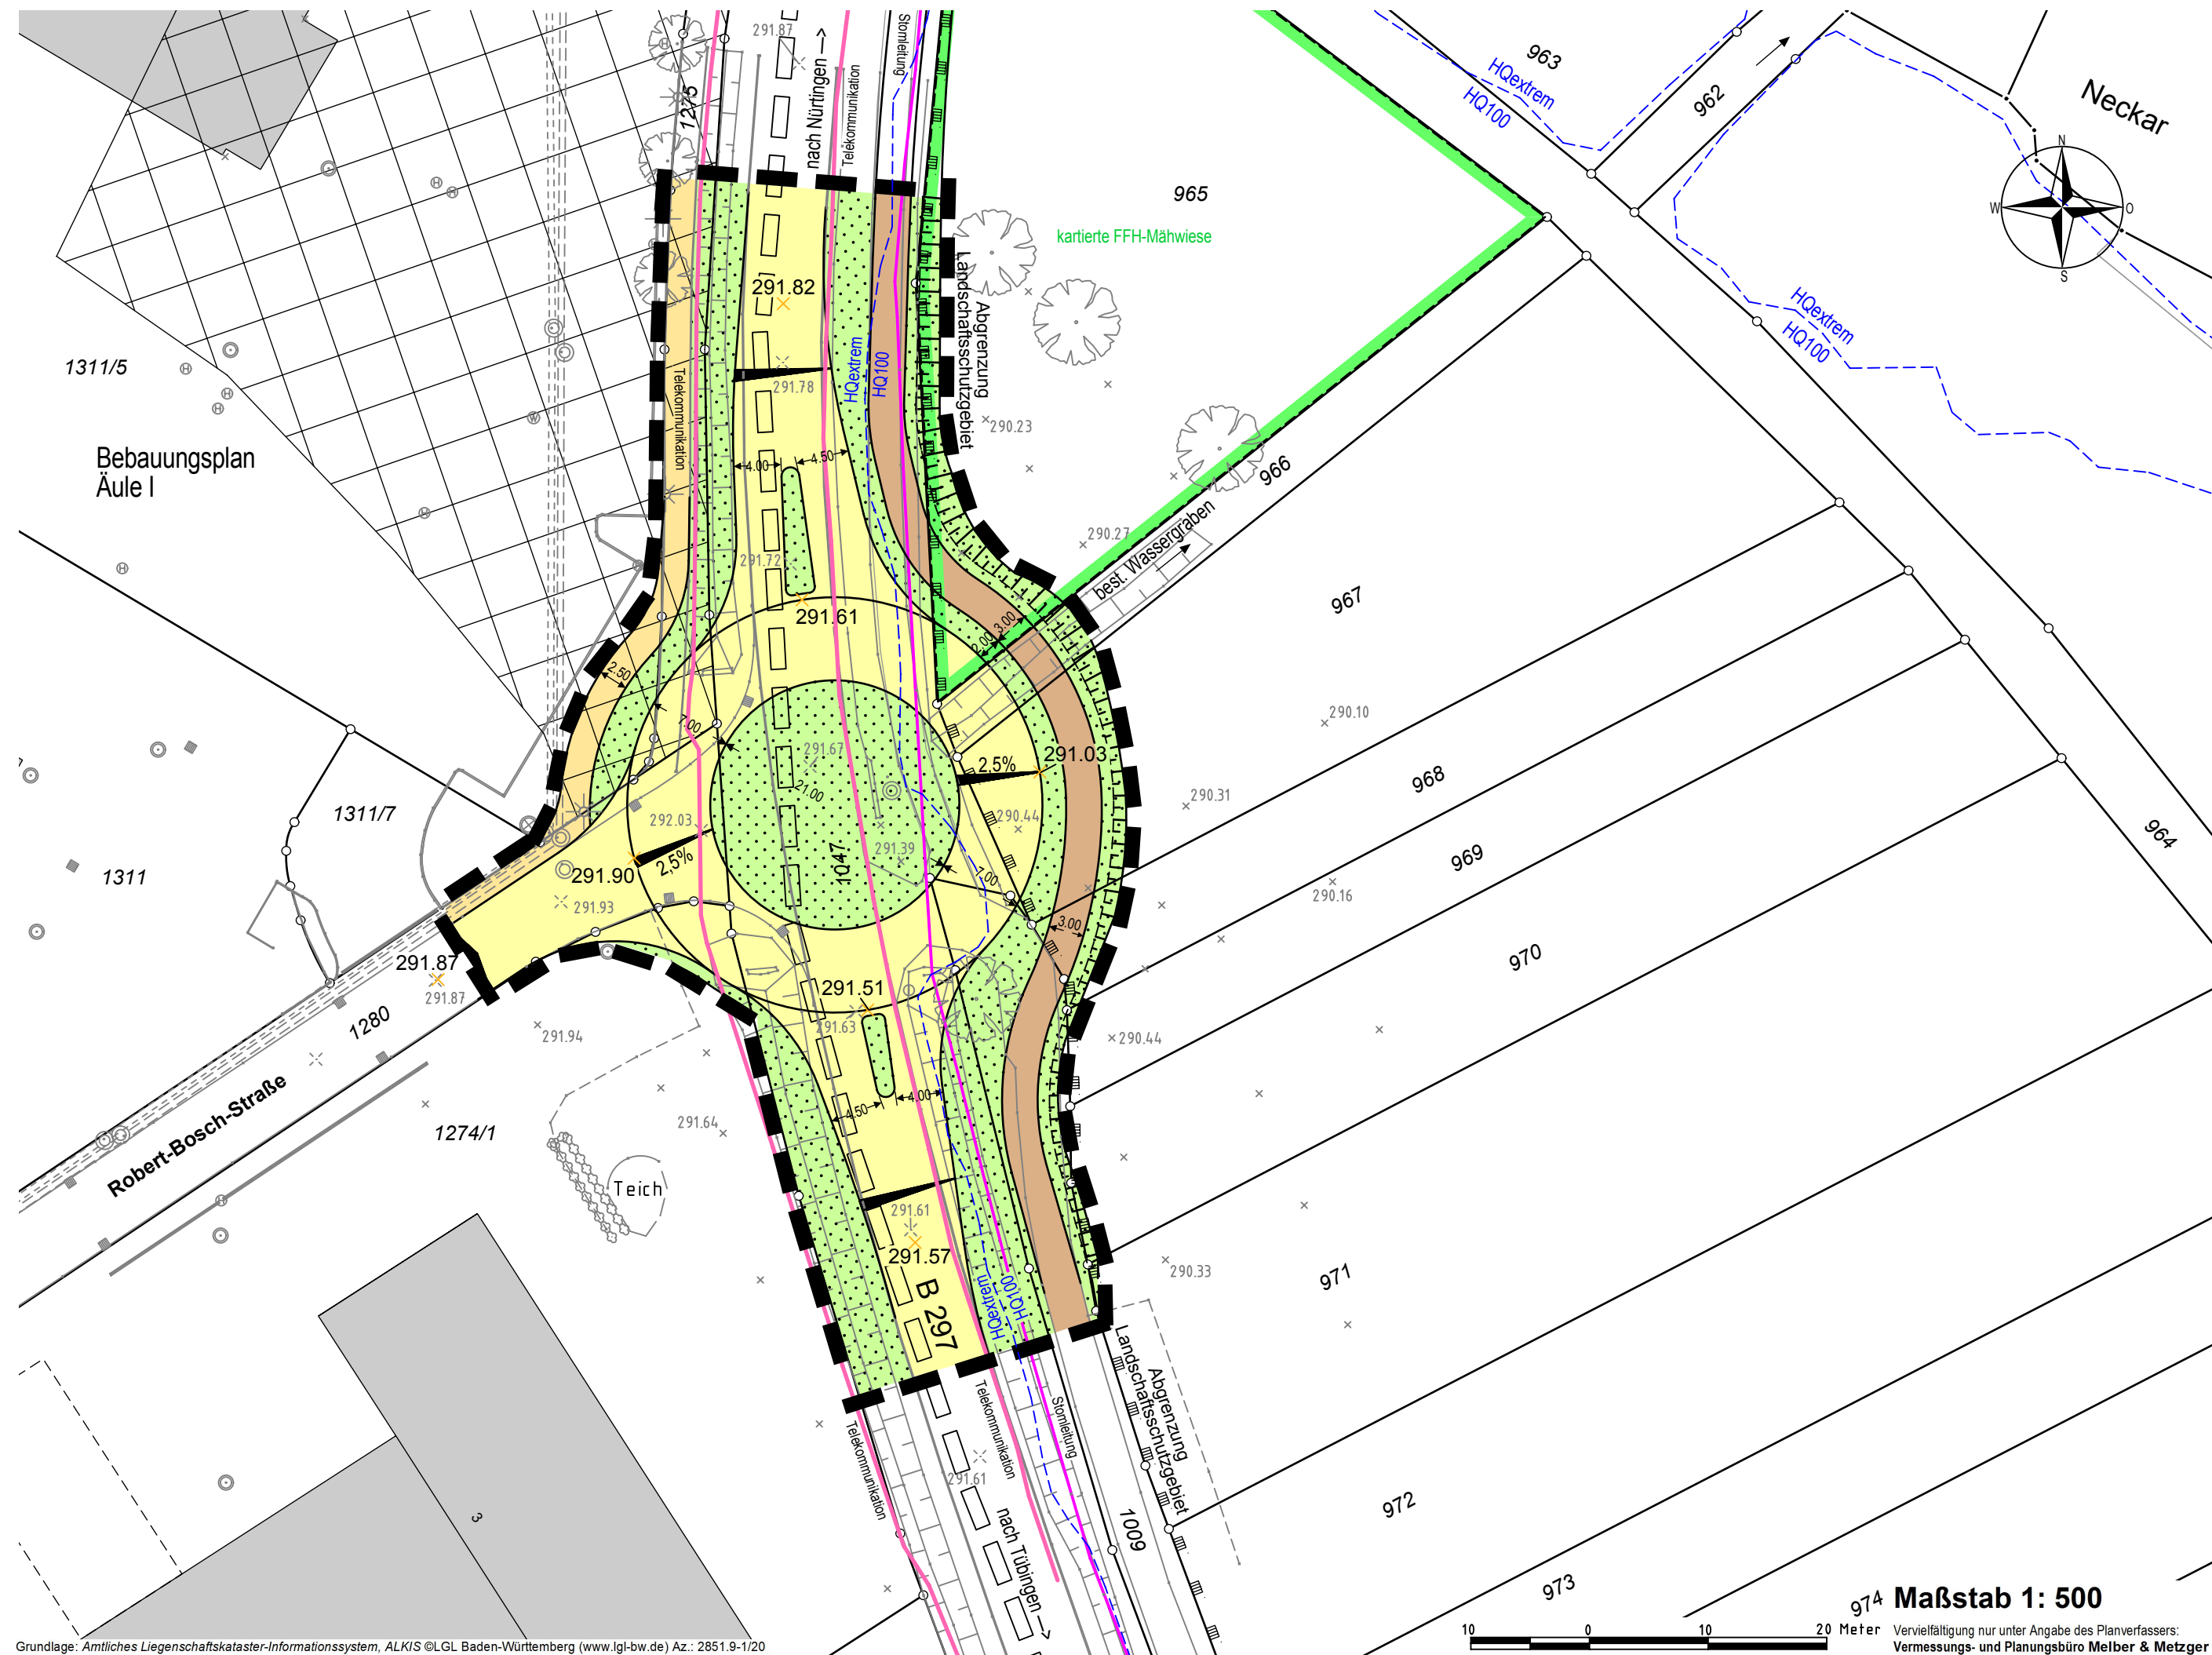 291.87
nach Nürtingen -->
Telekommunikation
Stomleitung
1275
963
HQextrem
HQ100
962
Neckar
N
W
O
S
965
kartierte FFH-Mähwiese
Abgrenzung
Landschaftsschutzgebiet
291.82
291.78
HQextrem
HQ100
HQextrem
HQ100
1311/5
Telekommunikation
Bebauungsplan
Äule I
4.00
4.50
290.23
966
290.27
best. Wassergraben
291.72
291.61
967
2.00
3.00
2.50
7.00
290.10
291.67
21.00
2,5%
291.03
968
290.31
290.44
1311/7
292.03
2,5%
291.39
1047
964
969
1311
291.90
291.93
7.00
290.16
3.00
970
291.87
291.87
291.51
291.63
1280
291.94
290.44
Robert-Bosch-Straße
1274/1
291.64
4.50
4.00
Teich
291.61
291.57
B 297
HQextrem
HQ100
290.33
971
Abgrenzung
Landschaftsschutzgebiet
Telekommunikation
Telekommunikation
Stomleitung
291.61
nach Tübingen -->
1009
972
3
973
974
Maßstab 1: 500
10
0
10
20 Meter
Vervielfältigung nur unter Angabe des Planverfassers:
Vermessungs- und Planungsbüro Melber & Metzger
Grundlage: Amtliches Liegenschaftskataster-Informationssystem, ALKIS ©LGL Baden-Württemberg (www.lgl-bw.de) Az.: 2851.9-1/20